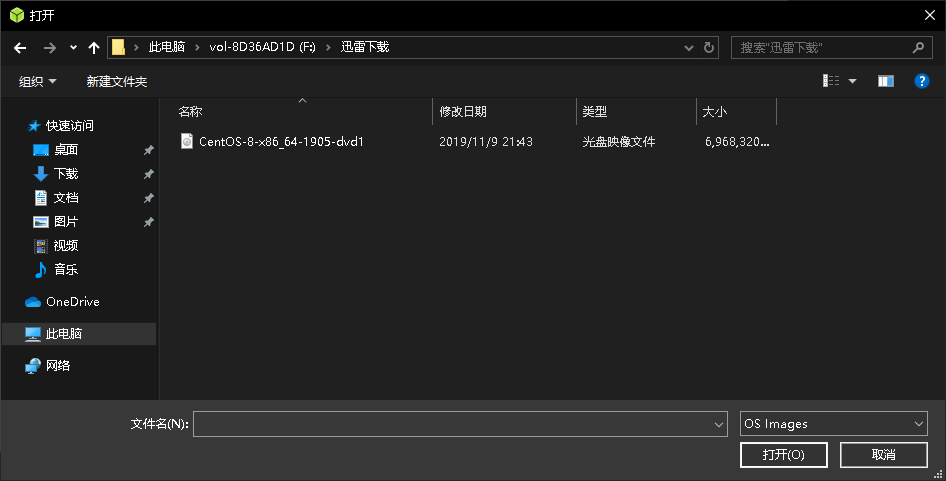 打开
此电脑 vol-8D36AD1D (F:) 迅雷下载
搜索"迅雷下载"
组织 新建文件夹
名称 修改日期 类型 大小
CentOS-8-x86_64-1905-dvd1 2019/11/9 21:43 光盘映像文件 6,968,320...
快速访问
桌面
下载
文档
图片
视频
音乐
OneDrive
此电脑
网络
文件名(N):
OS Images
打开(O) 取消